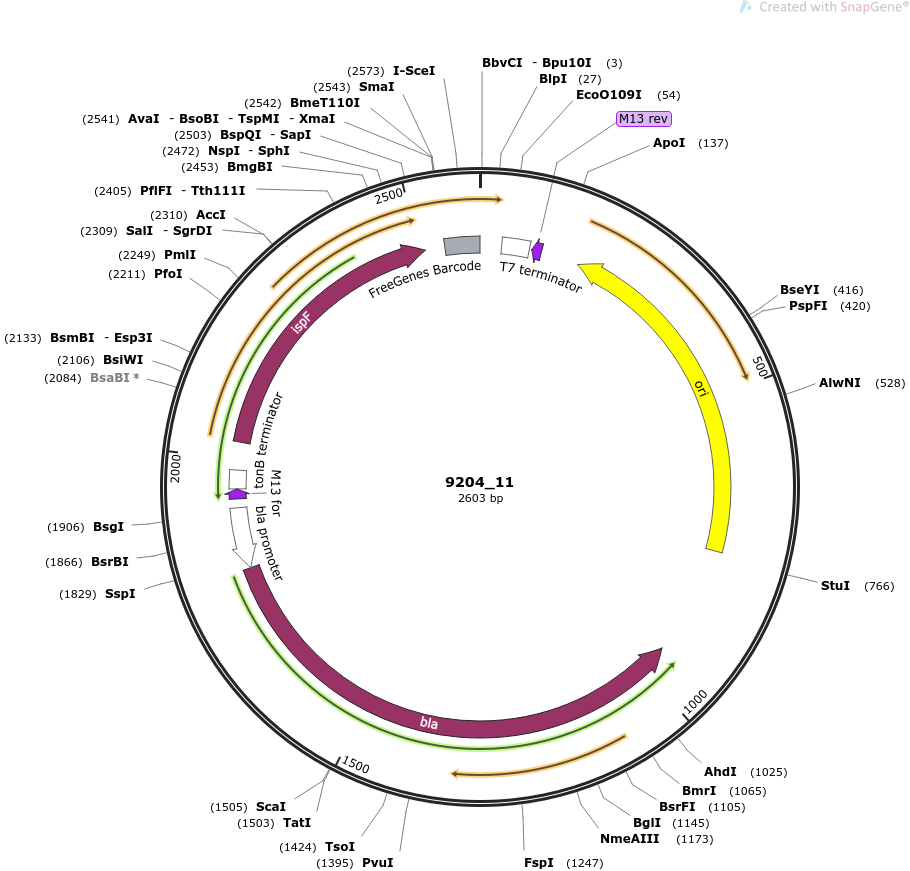 Created with SnapGene®
(2573) I-SceI
(2543) SmaI
(2542) BmeT110I
(2541) AvaI - BsoBI - TspMI - XmaI
(2503) BspQI - SapI
(2472) NspI - SphI
(2453) BmgBI
(2405) PflFI - Tth111I
(2310) AccI
(2309) SalI - SgrDI
(2249) PmlI
(2211) PfoI
(2133) BsmBI - Esp3I
(2106) BsiWI
(2084) BsaBI *
(1906) BsgI
(1866) BsrBI
(1829) SspI
(1505) ScaI
(1503) TatI
(1424) TsoI
(1395) PvuI
BbvCI - Bpu10I (3)
BlpI (27)
EcoO109I (54)
M13 rev
ApoI (137)
BseYI (416)
PspFI (420)
AlwNI (528)
StuI (766)
AhdI (1025)
BmrI (1065)
BsrFI (1105)
BglI (1145)
NmeAIII (1173)
FspI (1247)
500
1000
1500
2000
2500
FreeGenes Barcode
T7 terminator
ispF
ori
tonB terminator
M13 for
bla promoter
bla
9204_11
2603 bp